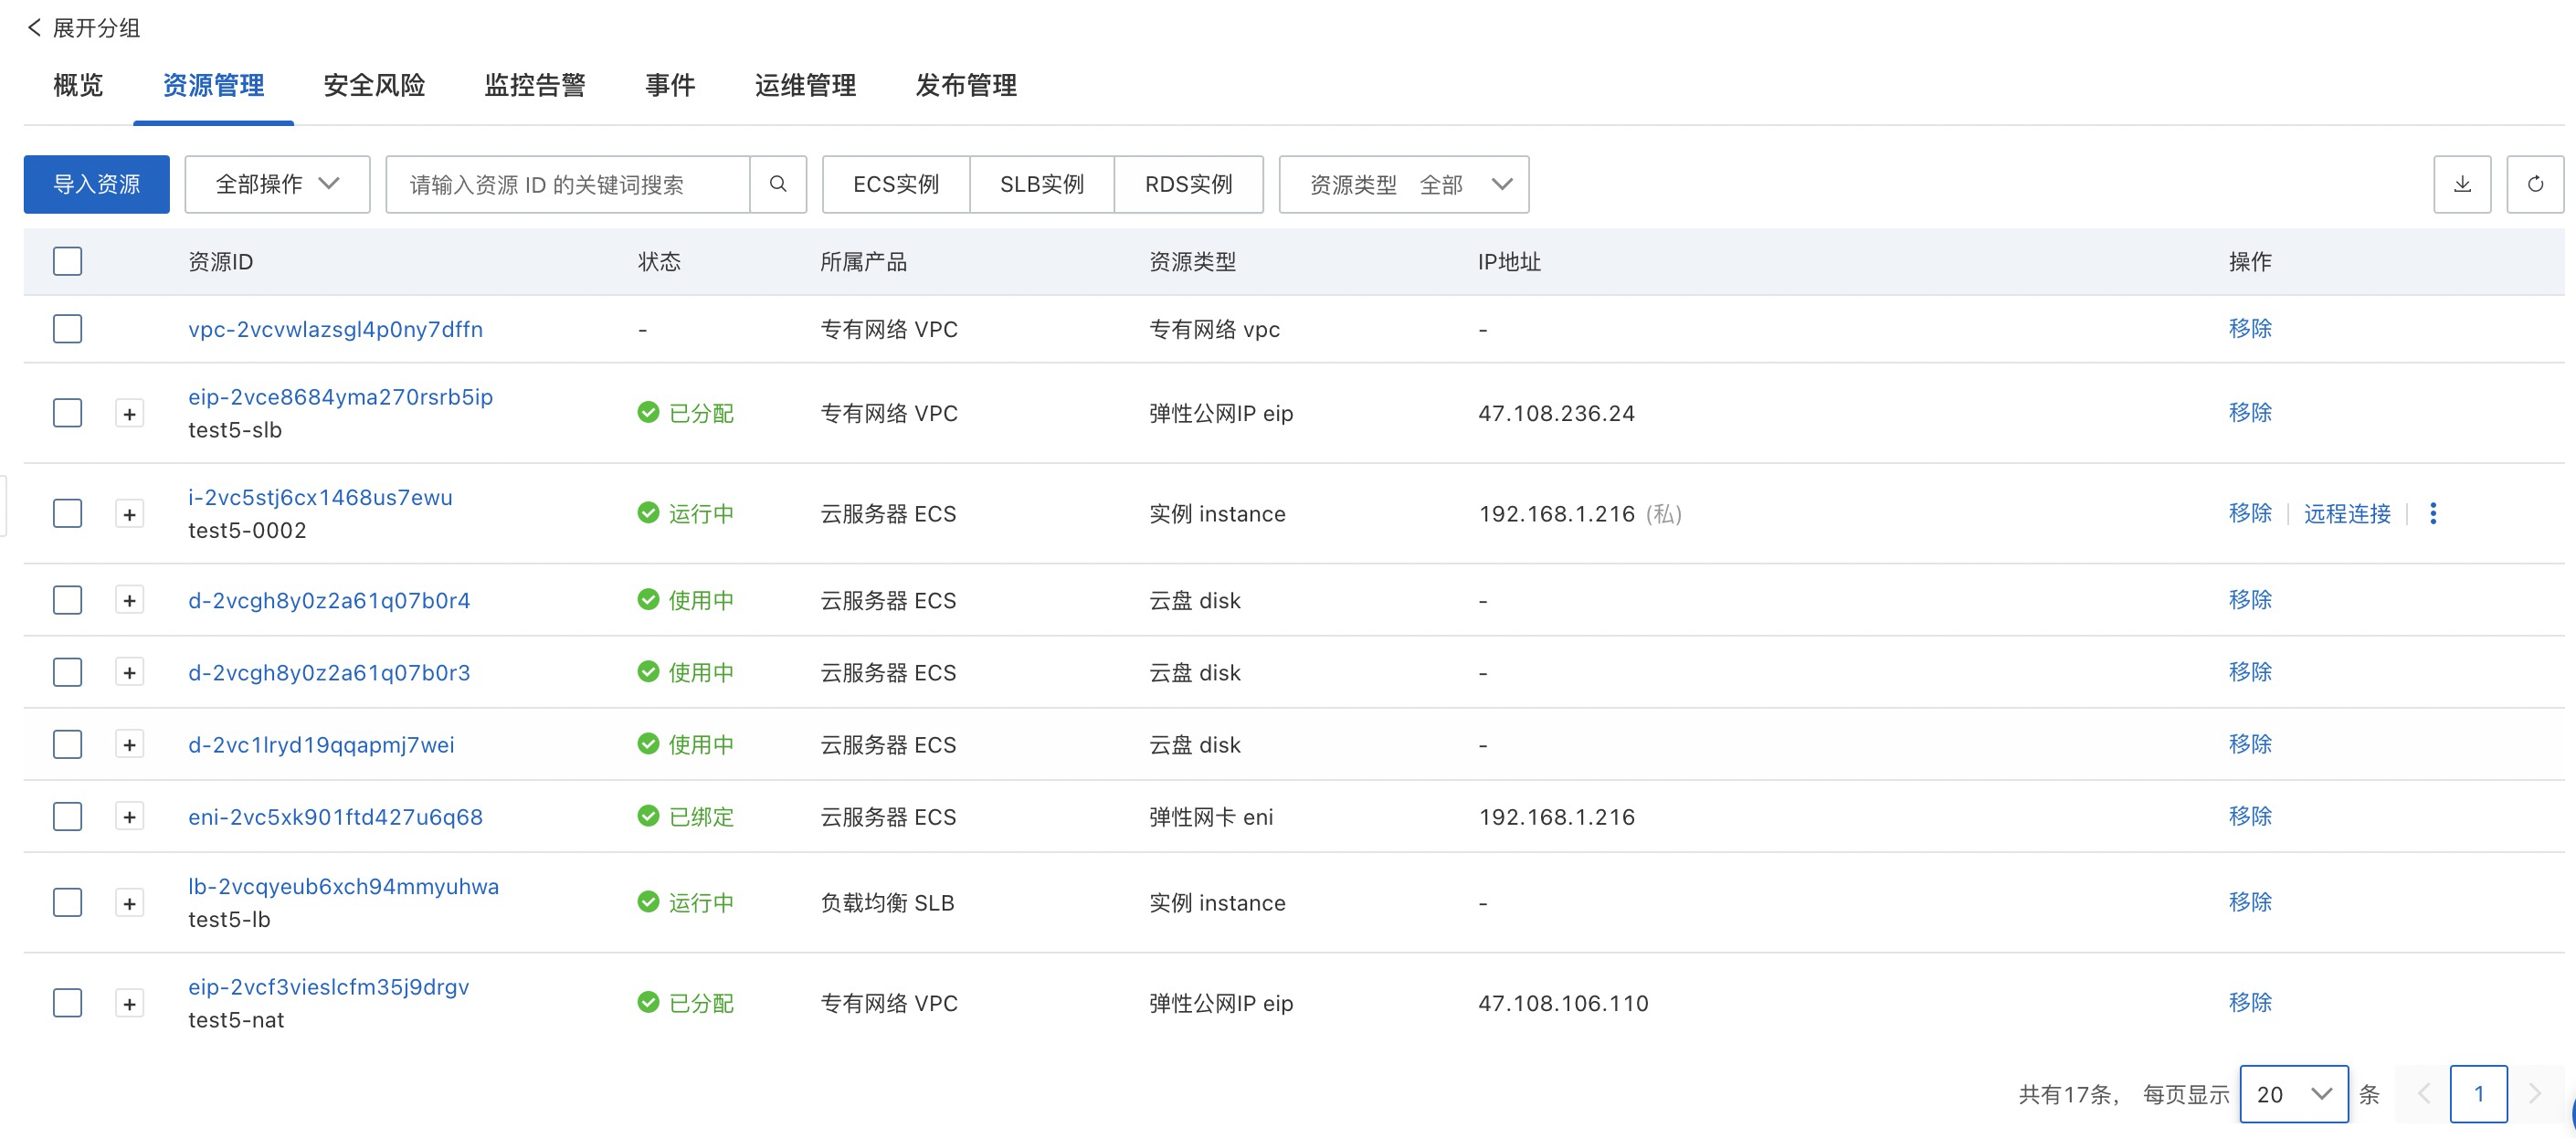 展开分组
概览 资源管理 安全风险 监控告警 事件 运维管理 发布管理
导入资源 全部操作 请输入资源 ID 的关键词搜索 ECS实例 SLB实例 RDS实例 资源类型 全部
资源ID 状态 所属产品 资源类型 IP地址 操作
vpc-2vcvwlazsgl4p0ny7dffn - 专有网络 VPC 专有网络 vpc - 移除
eip-2vce8684yma270rsrb5ip
test5-slb
已分配 专有网络 VPC 弹性公网IP eip 47.108.236.24 移除
i-2vc5stj6cx1468us7ewu
test5-0002
运行中 云服务器 ECS 实例 instance 192.168.1.216 (私) 移除 远程连接
d-2vcgh8y0z2a61q07b0r4 使用中 云服务器 ECS 云盘 disk - 移除
d-2vcgh8y0z2a61q07b0r3 使用中 云服务器 ECS 云盘 disk - 移除
d-2vc1lryd19qqapmj7wei 使用中 云服务器 ECS 云盘 disk - 移除
eni-2vc5xk901ftd427u6q68 已绑定 云服务器 ECS 弹性网卡 eni 192.168.1.216 移除
lb-2vcqyeub6xch94mmyuhwa
test5-lb
运行中 负载均衡 SLB 实例 instance - 移除
eip-2vcf3vieslcfm35j9drgv
test5-nat
已分配 专有网络 VPC 弹性公网IP eip 47.108.106.110 移除
共有17条， 每页显示 20 条 1